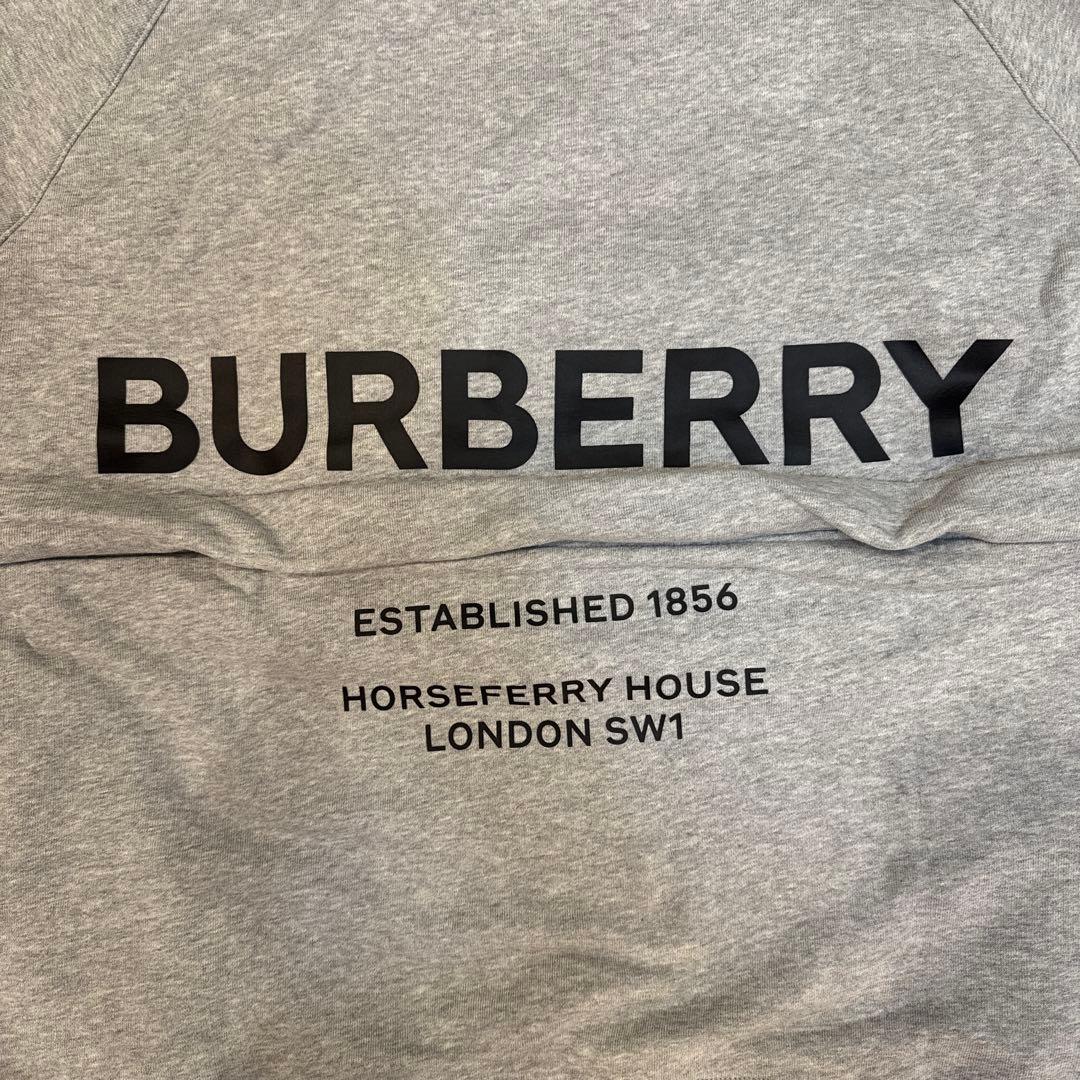 BURBERRY
ESTABLISHED 1856
HORSEFERRY HOUSE
LONDON SW1